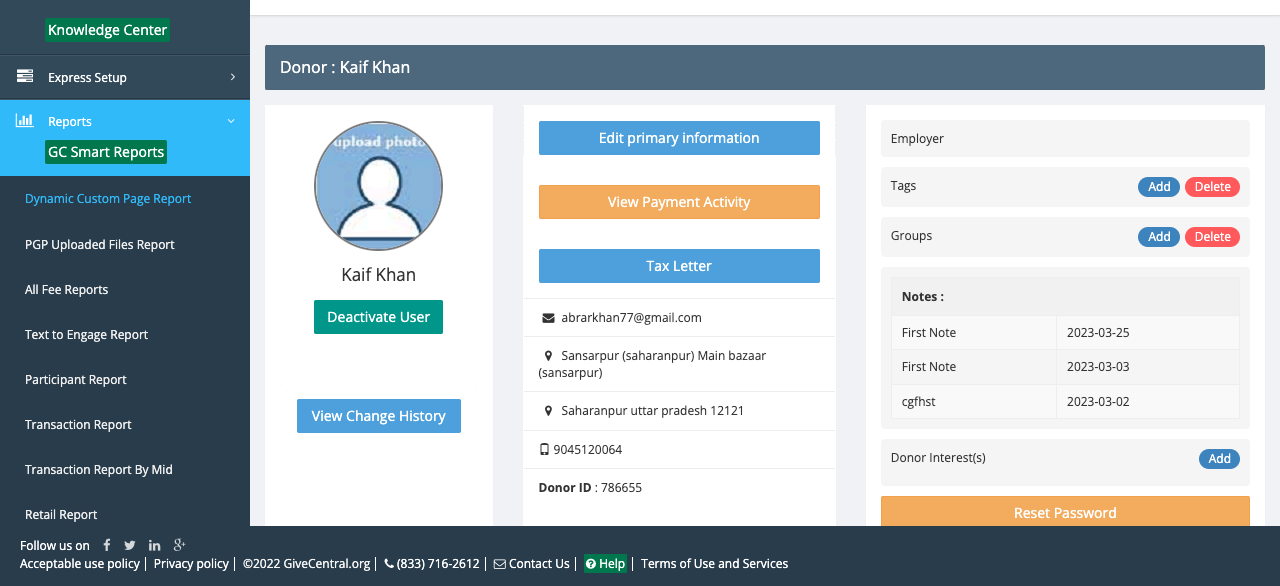 Knowledge Center
Express Setup
Reports
GC Smart Reports
Dynamic Custom Page Report
PGP Uploaded Files Report
All Fee Reports
Text to Engage Report
Participant Report
Transaction Report
Transaction Report By Mid
Retail Report
Donor : Kaif Khan
upload photo
Kaif Khan
Deactivate User
View Change History
Edit primary information
View Payment Activity
Tax Letter
abrarkhan77@gmail.com
Sansarpur (saharanpur) Main bazaar
(sansarpur)
Saharanpur uttar pradesh 12121
9045120064
Donor ID : 786655
Employer
Tags Add Delete
Groups Add Delete
Notes :
First Note 2023-03-25
First Note 2023-03-03
cgfhst 2023-03-02
Donor Interest(s) Add
Reset Password
Follow us on
Acceptable use policy | Privacy policy | ©2022 GiveCentral.org | (833) 716-2612 | Contact Us | Help | Terms of Use and Services